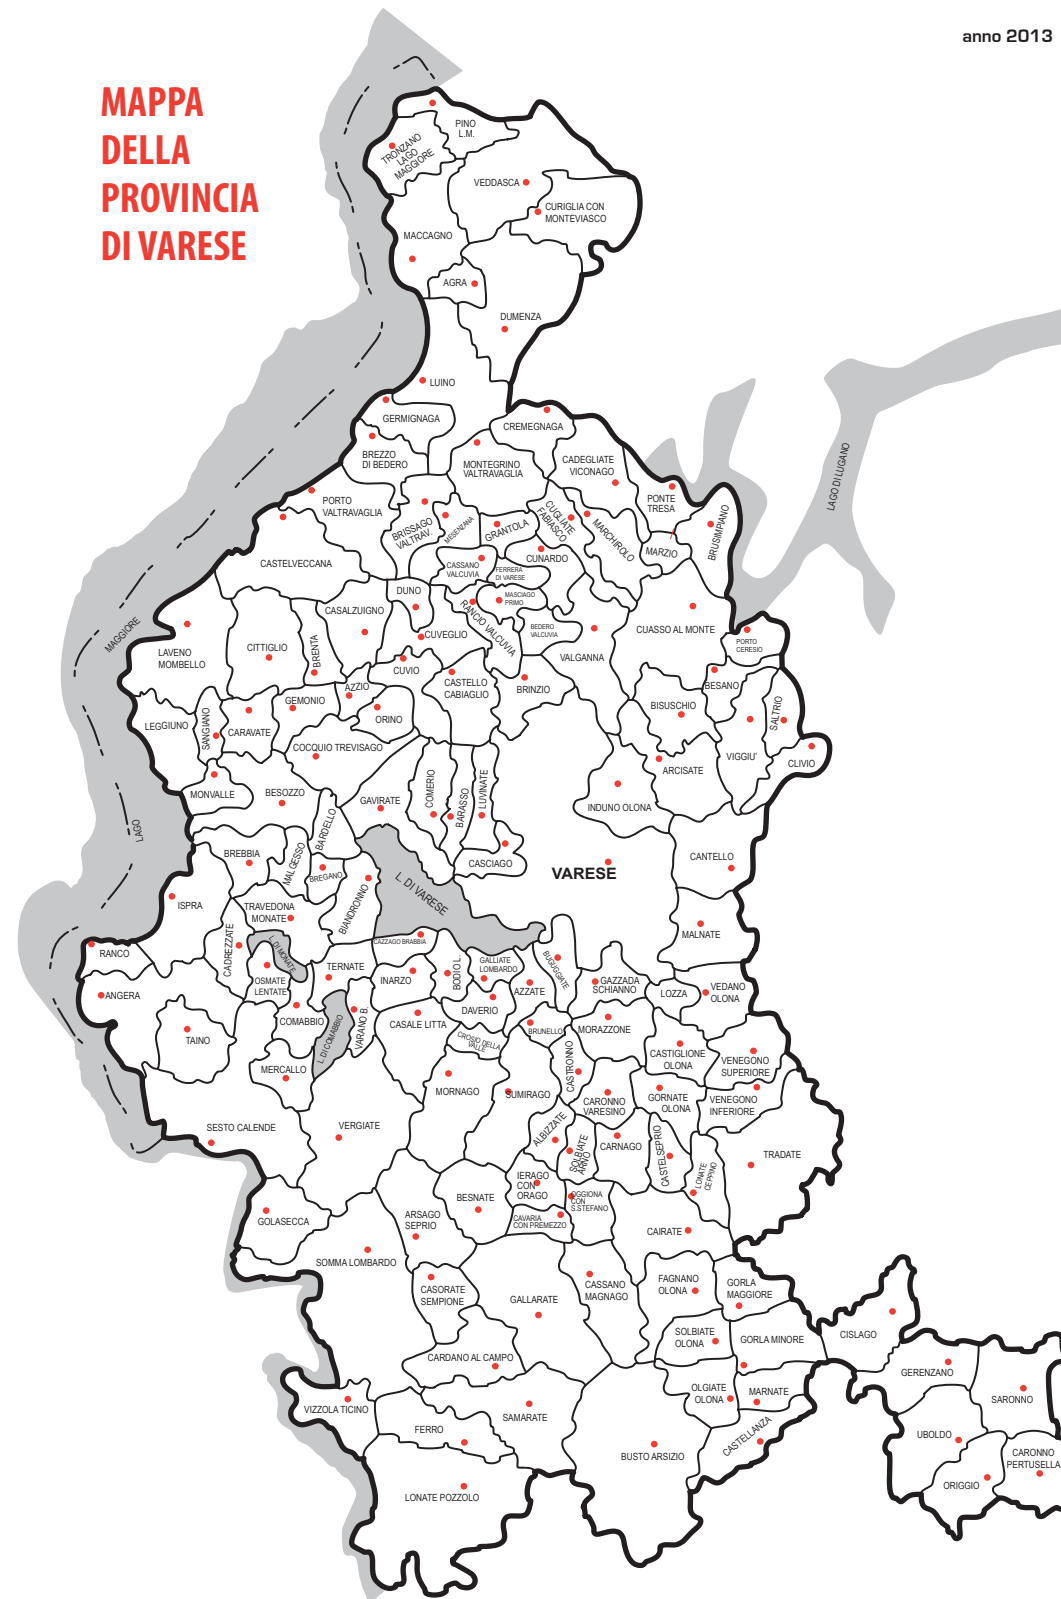 anno 2013
MAPPA
DELLA
PROVINCIA
DI VARESE
PINO
L.M.
TRONZANO
LAGO
MAGGIORE
VEDDASCA
CURIGLIA CON
MONTEVIASCO
MACCAGNO
AGRA
DUMENZA
LUINO
GERMIGNAGA
CREMEGNAGA
BREZZO
DI BEDERO
MONTEGRINO
VALTRAVAGLIA
CADEGLIATE
VICONAGO
PORTO
VALTRAVAGLIA
PONTE
TRESA
LAGO DI LUGANO
BRISSAGO
VALTRAV.
MESENZANA
GRANTOLA
CUGLIATE
FABIASCO
MARCHIROLO
MARZIO
BRUSIMPIANO
CASTELVECCANA
CASSANO
VALCUVIA
FERRERA
DI VARESE
CUNARDO
DUNO
MASCIAGO
PRIMO
CASALZUIGNO
RANCIO VALCUVIA
BEDERO
VALCUVIA
CUASSO AL MONTE
PORTO
CERESIO
MAGGIORE
LAVENO
MOMBELLO
CITTIGLIO
BRENTA
CUVEGLIO
VALGANNA
CUVIO
CASTELLO
CABIAGLIO
BRINZIO
BESANO
AZZIO
GEMONIO
ORINO
BISUSCHIO
SALTRIO
LEGGIUNO
SANGIANO
CARAVATE
COCQUIO TREVISAGO
VIGGIU'
CLIVIO
ARCISATE
MONVALLE
BESOZZO
GAVIRATE
COMERIO
BARASSO
LUVINATE
INDUNO OLONA
LAGO
BARDELLO
BREBBIA
MALGESSO
BREGANO
CASCIAGO
VARESE
CANTELLO
L. DI VARESE
BIANDRONNO
ISPRA
TRAVEDONA
MONATE
CADREZZATE
L. DI MONATE
CAZZAGO BRABBIA
MALNATE
RANCO
ANGERA
OSMATE
LENTATE
TERNATE
INARZO
BODIO L.
GALLIATE
LOMBARDO
AZZATE
BUGUGGIATE
GAZZADA
SCHIANNO
LOZZA
VEDANO
OLONA
TAINO
COMABBIO
L. DI COMABBIO
VARANO B.
CASALE LITTA
DAVERIO
CROSIO DELLA
VALLE
BRUNELLO
MORAZZONE
CASTIGLIONE
OLONA
VENEGONO
SUPERIORE
MERCALLO
MORNAGO
SUMIRAGO
CASTRONNO
CARONNO
VARESINO
GORNATE
OLONA
VENEGONO
INFERIORE
SESTO CALENDE
VERGIATE
ALBIZZATE
SOLBIATE
ARNO
CARNAGO
CASTELSEPRIO
LONATE
CEPPINO
TRADATE
GOLASECCA
ARSAGO
SEPRIO
BESNATE
IERAGO
CON
ORAGO
OGGIONA
CON
S.STEFANO
CAVARIA
CON PREMEZZO
CAIRATE
SOMMA LOMBARDO
CASORATE
SEMPIONE
GALLARATE
CASSANO
MAGNAGO
FAGNANO
OLONA
GORLA
MAGGIORE
SOLBIATE
OLONA
GORLA MINORE
CISLAGO
CARDANO AL CAMPO
GERENZANO
OLGIATE
OLONA
MARNATE
SARONNO
VIZZOLA TICINO
SAMARATE
FERRO
CASTELLANZA
UBOLDO
BUSTO ARSIZIO
CARONNO
PERTUSELLA
ORIGGIO
LONATE POZZOLO